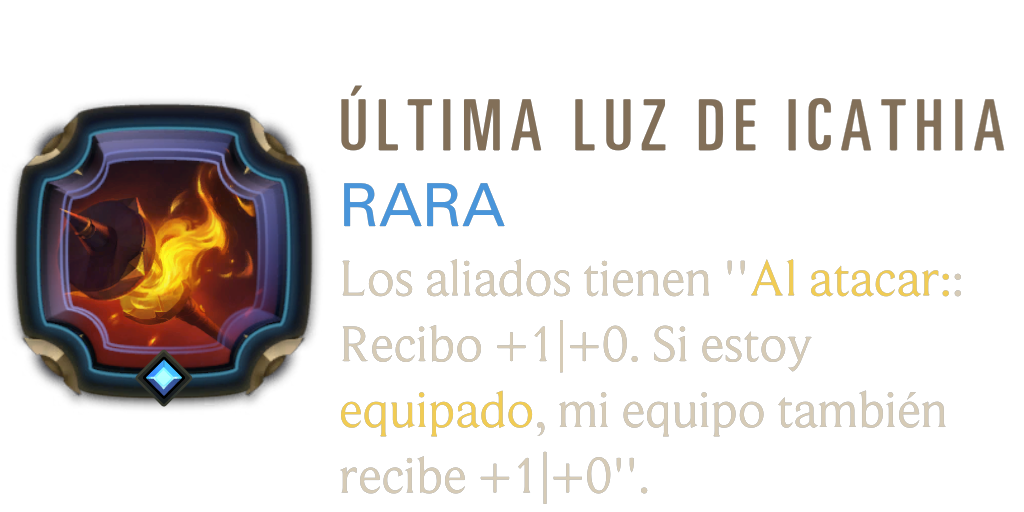 ÚLTIMA LUZ DE ICATHIA
RARA
Los aliados tienen "Al atacar::
Recibo +1|+0. Si estoy
equipado, mi equipo también
recibe +1|+0".